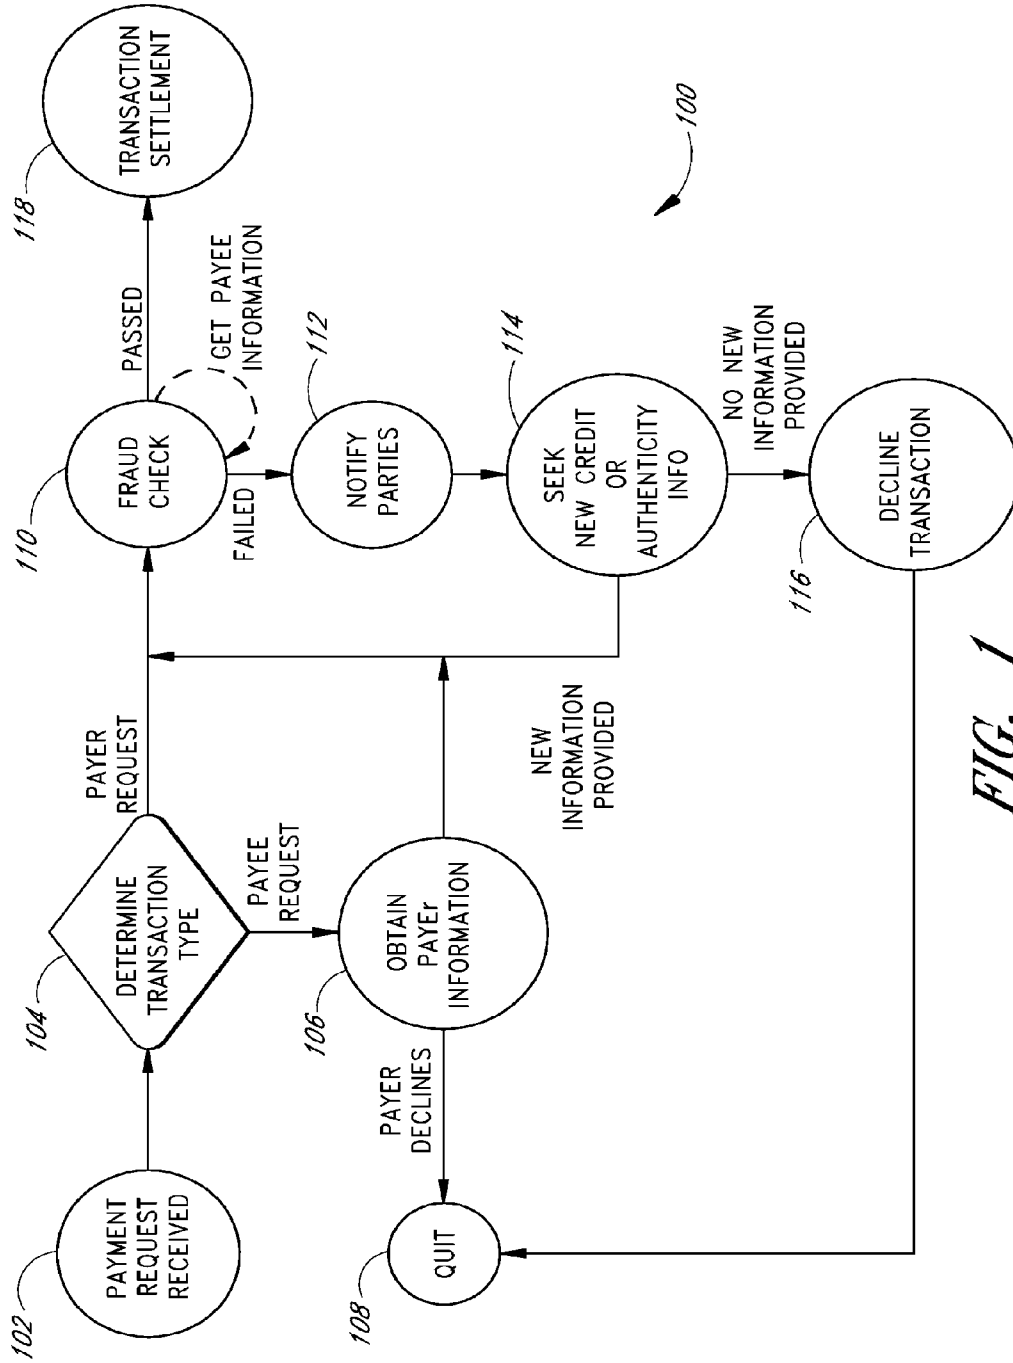 102
PAYMENT
REQUEST
RECEIVED
104
DETERMINE
TRANSACTION
TYPE
PAYER
REQUEST
110
FRAUD
CHECK
PASSED
118
TRANSACTION
SETTLEMENT
GET PAYEE
INFORMATION
FAILED
PAYEE
REQUEST
112
NOTIFY
PARTIES
106
OBTAIN
PAYEr
INFORMATION
108
QUIT
PAYER
DECLINES
NEW
INFORMATION
PROVIDED
114
SEEK
NEW CREDIT
OR
AUTHENTICITY
INFO
100
NO NEW
INFORMATION
PROVIDED
116
DECLINE
TRANSACTION
FIG. 1